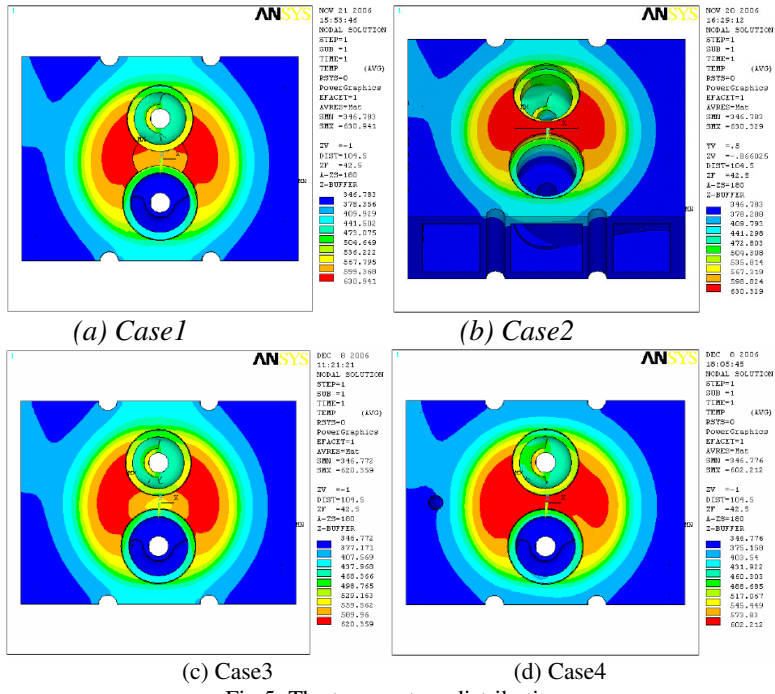 1
ANSYS
NOV 21 2006
15:53:46
NODAL SOLUTION
STEP=1
SUB =1
TIME=1
TEMP (AVG)
RSYS=0
PowerGraphics
EFACET=1
AVRES=Mat
SMN =346.783
SMX =630.941
ZV =-1
DIST=104.5
ZF =42.5
A-ZS=180
Z-BUFFER
346.783
378.356
409.929
441.502
473.075
504.649
536.222
567.795
599.368
630.941
MX
X
MN
(a) Case1
1
ANSYS
NOV 20 2006
16:29:12
NODAL SOLUTION
STEP=1
SUB =1
TIME=1
TEMP (AVG)
RSYS=0
PowerGraphics
EFACET=1
AVRES=Mat
SMN =346.783
SMX =630.329
YV =.5
ZV =-.866025
DIST=104.5
ZF =42.5
A-ZS=180
Z-BUFFER
346.783
378.288
409.793
441.298
472.803
504.308
535.814
567.319
598.824
630.329
MX
MN
(b) Case2
1
ANSYS
DEC 8 2006
11:21:21
NODAL SOLUTION
STEP=1
SUB =1
TIME=1
TEMP (AVG)
RSYS=0
PowerGraphics
EFACET=1
AVRES=Mat
SMN =346.772
SMX =620.359
ZV =-1
DIST=104.5
ZF =42.5
A-ZS=180
Z-BUFFER
346.772
377.171
407.569
437.968
468.366
498.765
529.163
559.562
589.96
620.359
MX
X
MN
(c) Case3
1
ANSYS
DEC 8 2006
18:05:45
NODAL SOLUTION
STEP=1
SUB =1
TIME=1
TEMP (AVG)
RSYS=0
PowerGraphics
EFACET=1
AVRES=Mat
SMN =346.776
SMX =602.212
ZV =-1
DIST=104.5
ZF =42.5
A-ZS=180
Z-BUFFER
346.776
375.158
403.54
431.922
460.303
488.685
517.067
545.449
573.83
602.212
MX
X
MN
(d) Case4